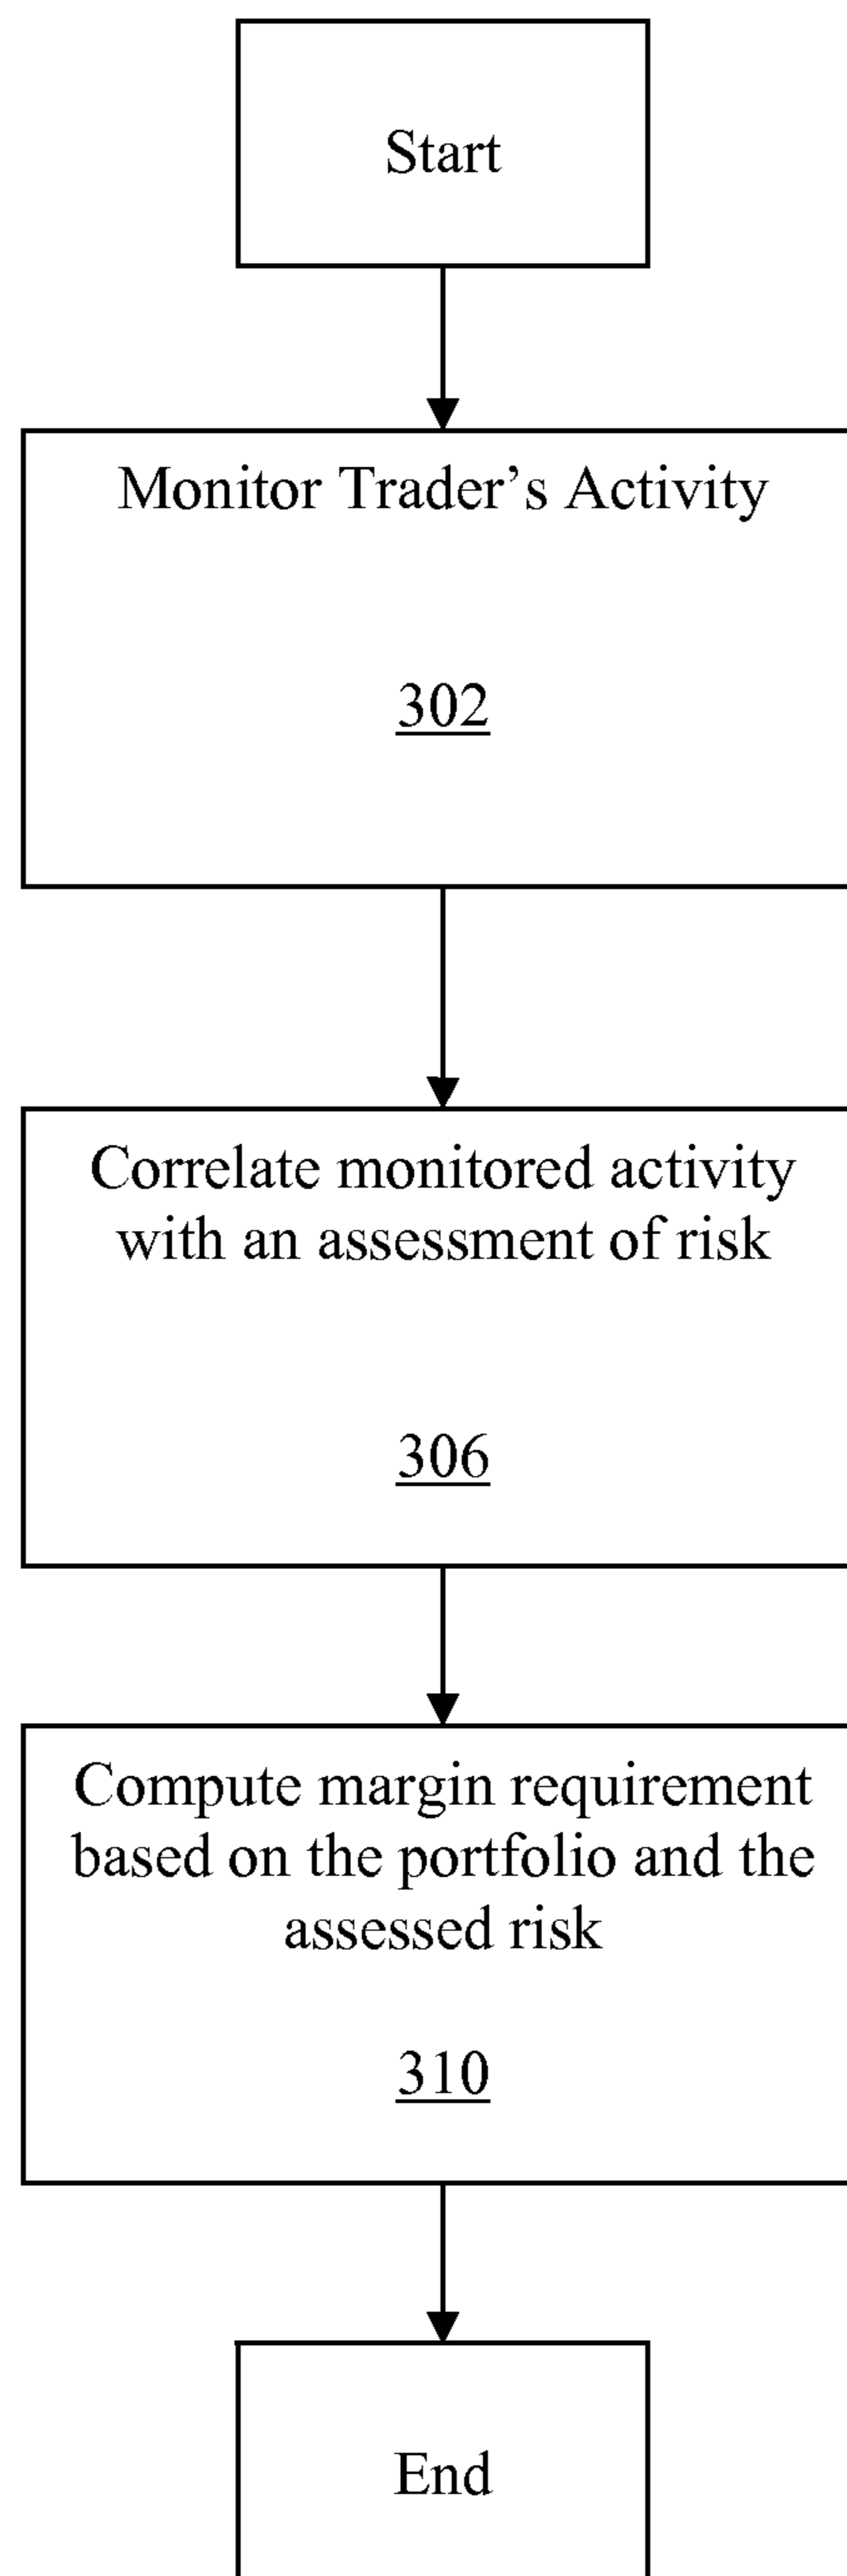 Start
Monitor Trader’s Activity
302
Correlate monitored activity
with an assessment of risk
306
Compute margin requirement
based on the portfolio and the
assessed risk
310
End